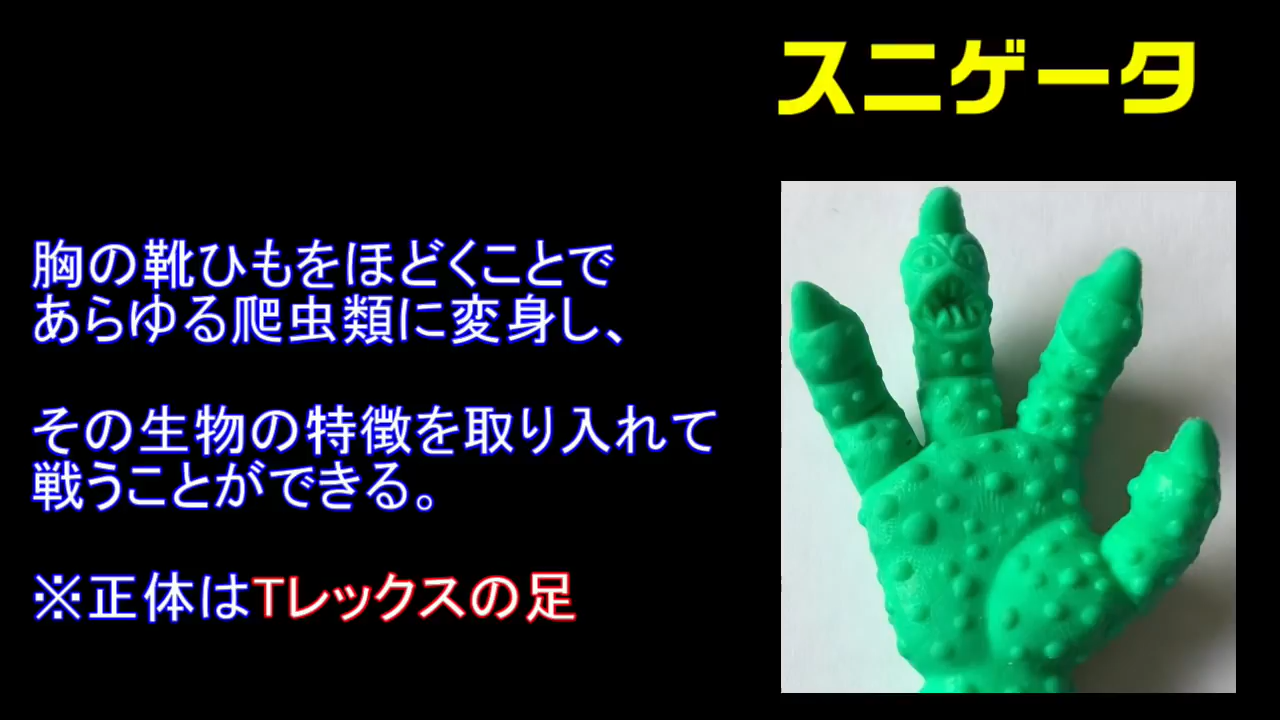 スニゲータ
胸の靴ひもをほどくことで
あらゆる爬虫類に変身し、
その生物の特徴を取り入れて
戦うことができる。
※正体はTレックスの足